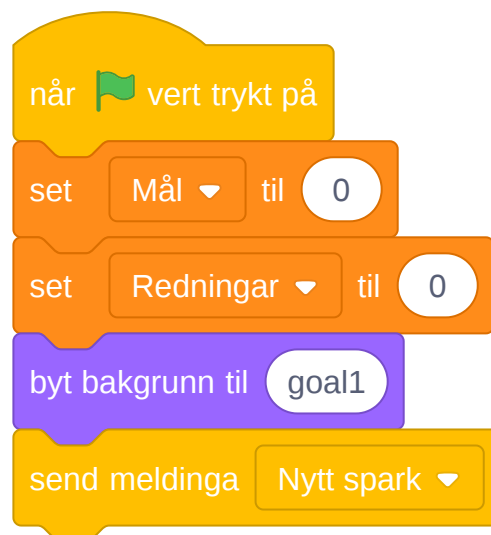 når vert trykt på
set Mål til 0
set Redningar til 0
byt bakgrunn til goal1
send meldinga Nytt spark